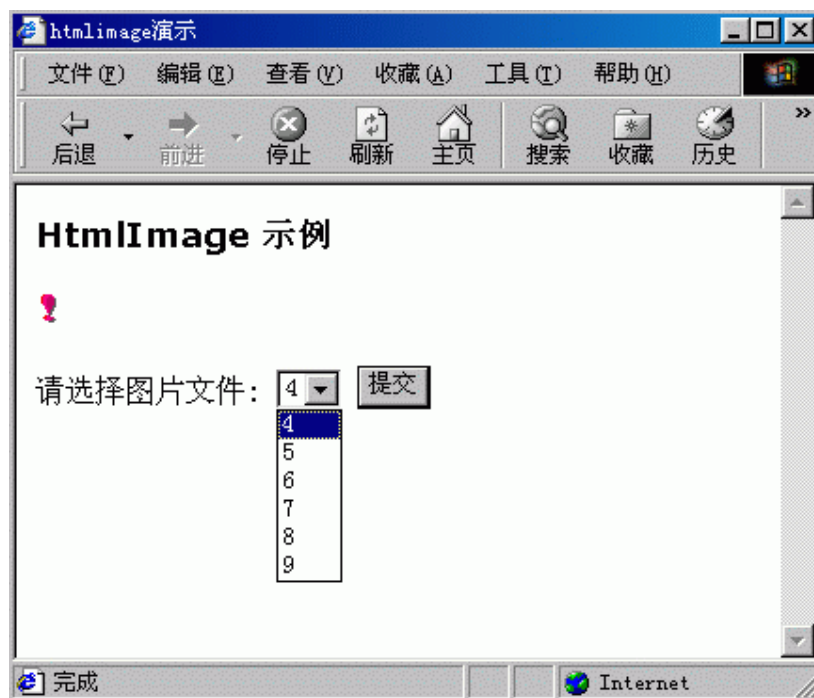 htmlimage演示
文件(F) 编辑(E) 查看(V) 收藏(A) 工具(T) 帮助(H)
后退 前进 停止 刷新 主页 搜索 收藏 历史 »
HtmlImage 示例
请选择图片文件: 4 提交
4
5
6
7
8
9
完成 Internet